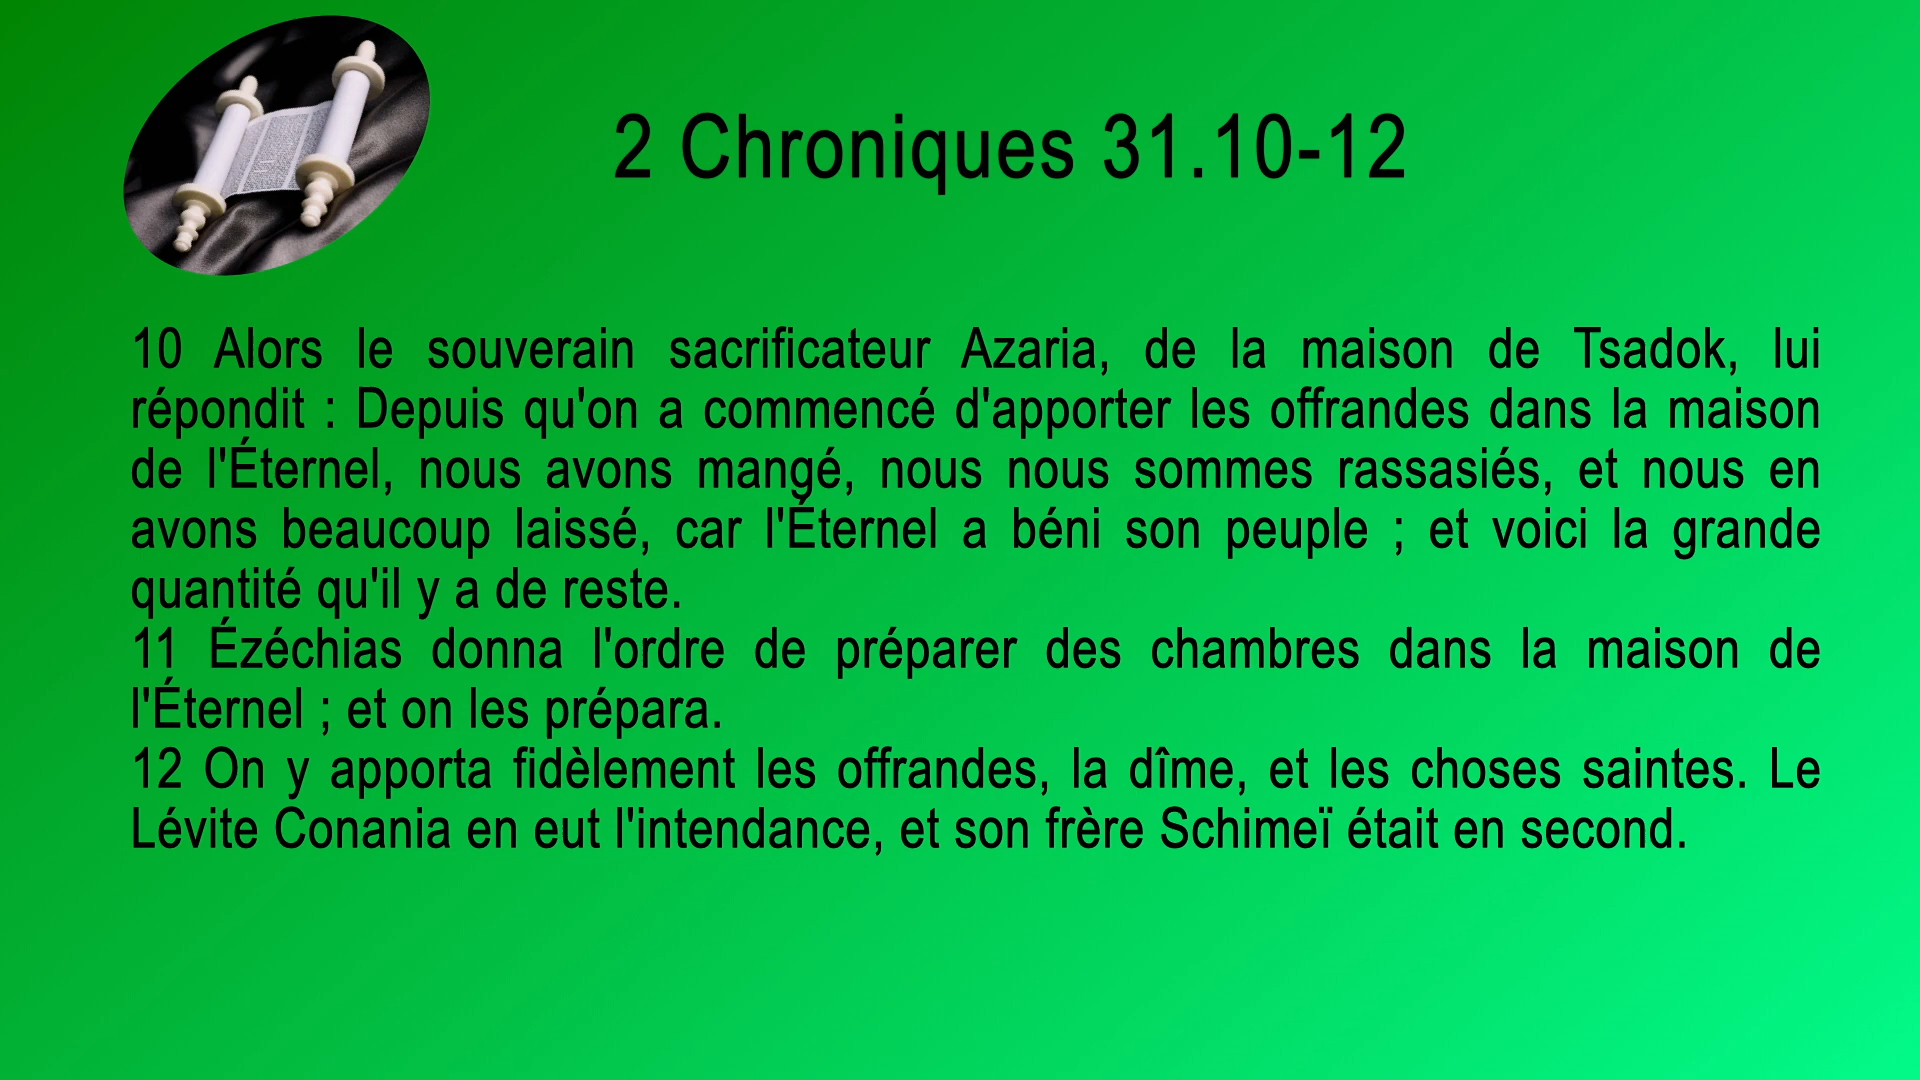 2 Chroniques 31.10-12
10 Alors le souverain sacrificateur Azaria, de la maison de Tsadok, lui
répondit : Depuis qu'on a commencé d'apporter les offrandes dans la maison
de l'Éternel, nous avons mangé, nous nous sommes rassasiés, et nous en
avons beaucoup laissé, car l'Éternel a béni son peuple ; et voici la grande
quantité qu'il y a de reste.
11 Ézéchias donna l'ordre de préparer des chambres dans la maison de
l'Éternel ; et on les prépara.
12 On y apporta fidèlement les offrandes, la dîme, et les choses saintes. Le
Lévite Conania en eut l'intendance, et son frère Schimeï était en second.